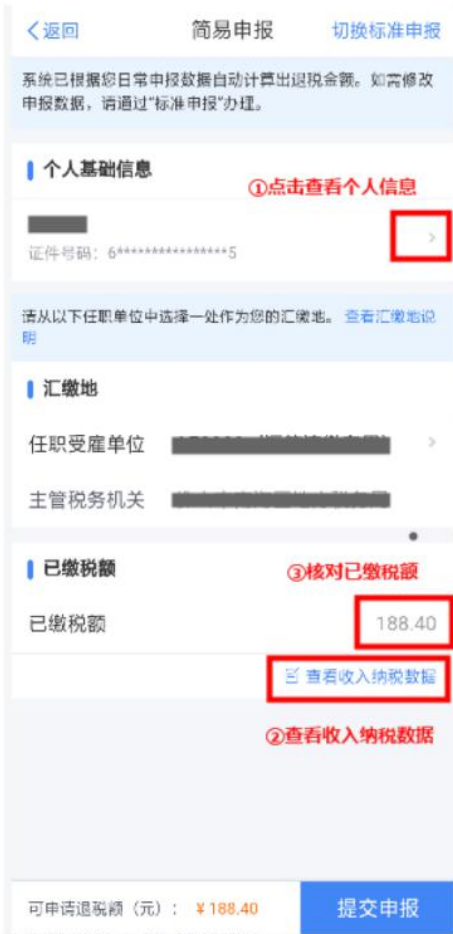 返回 简易申报 切换标准申报
系统已根据您日常申报数据自动计算出退税金额。如需修改
申报数据，请通过“标准申报”办理。
个人基础信息
①点击查看个人信息
证件号码：6****************5
请从以下任职单位中选择一处作为您的汇缴地。 查看汇缴地说
明
汇缴地
任职受雇单位
主管税务机关
已缴税额
③核对已缴税额
已缴税额 188.40
查看收入纳税数据
②查看收入纳税数据
可申请退税额（元）： ¥188.40 提交申报